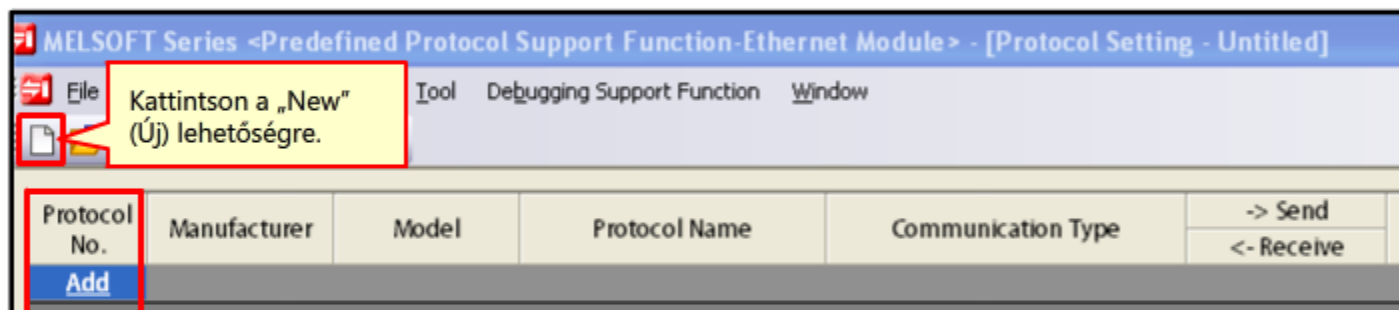 MELSOFT Series <Predefined Protocol Support Function-Ethernet Module> - [Protocol Setting - Untitled]
File Tool Debugging Support Function Window
Kattintson a „New”
(Új) lehetőségre.
Protocol No. Manufacturer Model Protocol Name Communication Type -> Send
<- Receive
Add